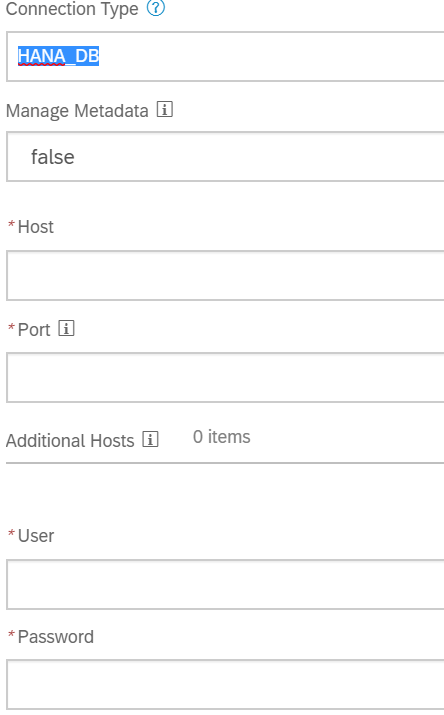 Connection Type ?
HANA_DB
Manage Metadata i
false
*Host
*Port i
Additional Hosts i 0 items
*User
*Password